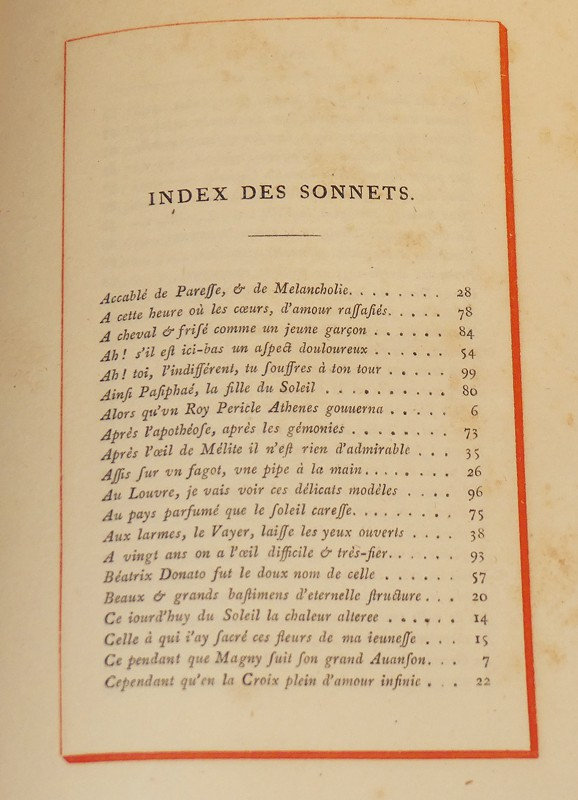 INDEX DES SONNETS.
Accablé de Pareſſe, & de Melancholie. . . . . . . . 28
A cette heure où les cœurs, d'amour raſſaſiés. . . . . 78
A cheval & friſé comme un jeune garçon . . . . . . 84
Ah! s'il eſt ici-bas un aſpect douloureux . . . . . . 54
Ah! toi, l'indifférent, tu ſouffres à ton tour . . . . . 99
Ainſi Paſiphaé, la fille du Soleil . . . . . . . . . . 80
Alors qu'vn Roy Pericle Athenes gouuerna . . . . . 6
Après l'apothéoſe, après les gémonies . . . . . . . . 73
Après l'œil de Mélite il n'eſt rien d'admirable . . . 35
Aſſis ſur vn fagot, vne pipe à la main. . . . . . . . 26
Au Louvre, je vais voir ces délicats modèles . . . . 96
Au pays parfumé que le ſoleil careſſe. . . . . . . . . 75
Aux larmes, le Vayer, laiſſe les yeux ouverts . . . . 38
A vingt ans on a l'œil difficile & très-fier. . . . . . 93
Béatrix Donato fut le doux nom de celle . . . . . . 57
Beaux & grands baſtimens d'eternelle ſtructure . . . 20
Ce iourd'huy du Soleil la chaleur alteree . . . . . . 14
Celle à qui i'ay ſacré ces fleurs de ma ieuneſſe . . . 15
Ce pendant que Magny ſuit ſon grand Auanſon. . . 7
Cependant qu'en la Croix plein d'amour infinie . . . 22